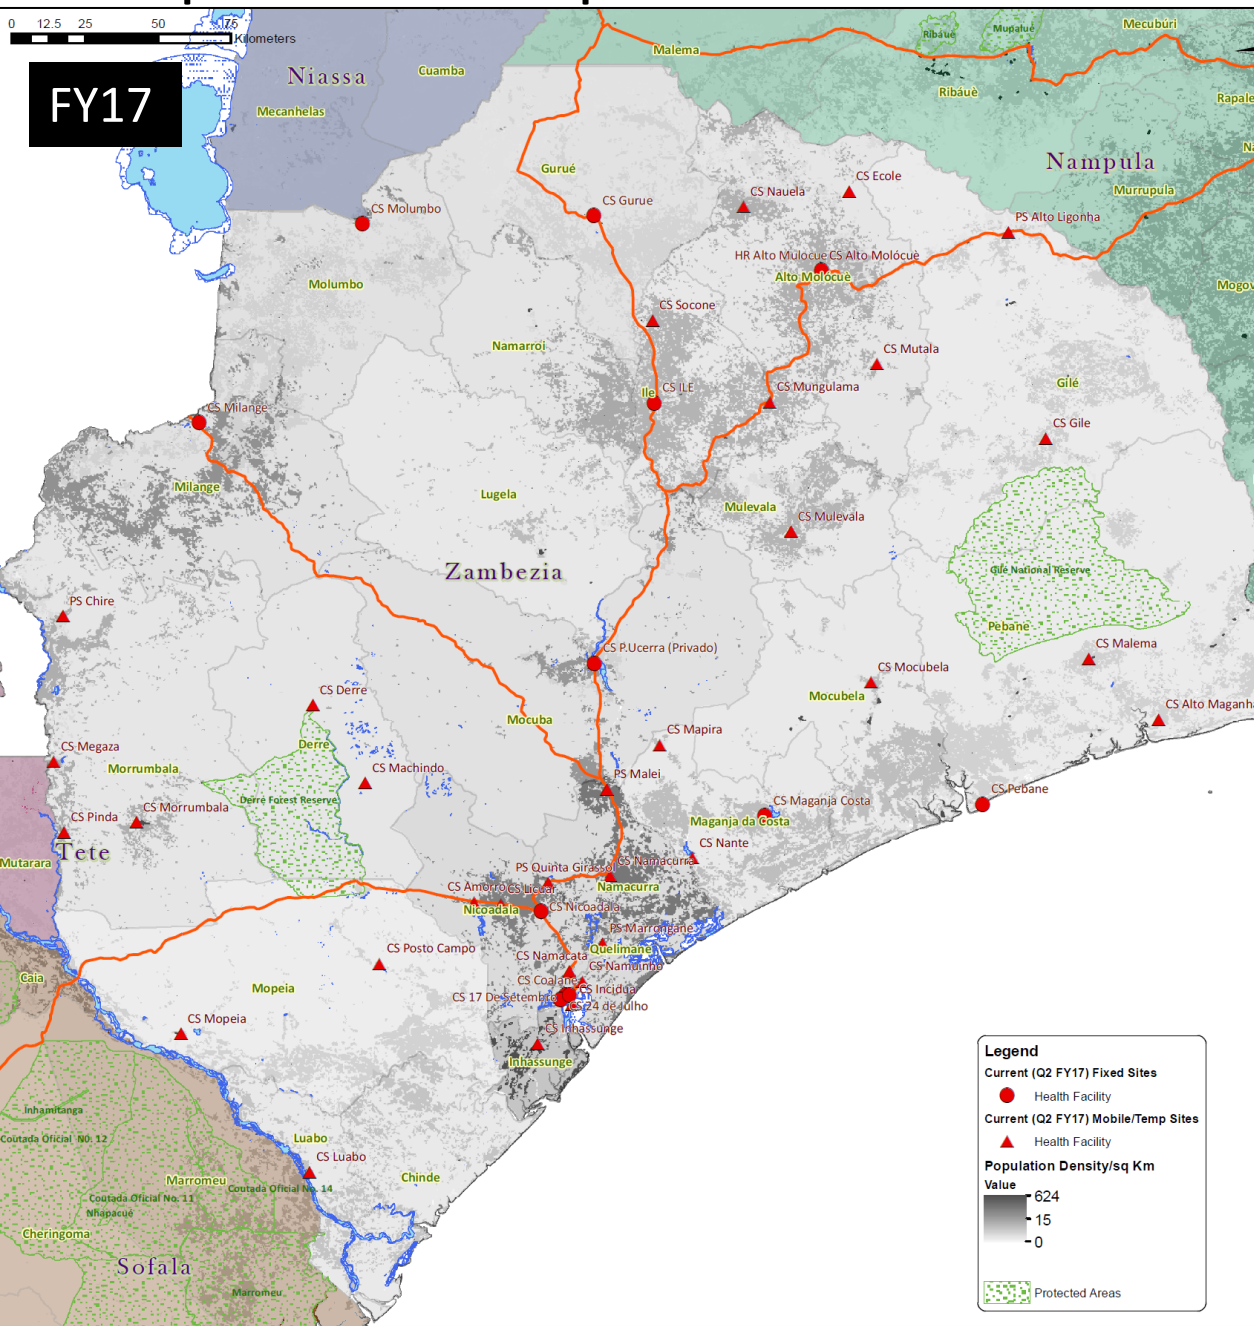 0 12.5 25 50 75
Kilometers
FY17
Niassa
Cuamba
Mecanhelas
Malema
Ribáuè
Mupalué
Mecubúri
Ribáuè
Rapale
Nampula
Murrupula
Mogov
Gurué
CS Gurue
CS Molumbo
Molumbo
CS Nauela
CS Ecole
PS Alto Ligonha
HR Alto Mulocue
CS Alto Molócuè
Alto Molócuè
CS Socone
Namarroi
CS Mutala
Ile
CS ILE
CS Mungulama
Gilé
CS Gile
CS Milange
Milange
Lugela
Mulevala
CS Mulevala
Zambezia
Gilé National Reserve
Pebane
PS Chire
CS P.Ucerra (Privado)
CS Malema
CS Mocubela
Mocubela
CS Alto Maganh
CS Derre
Derre
Mocuba
CS Mapira
CS Megaza
Morrumbala
CS Machindo
PS Malei
Derre Forest Reserve
CS Morrumbala
CS Pinda
CS Maganja Costa
Maganja da Costa
CS Pebane
Tete
Mutarara
CS Nante
PS Quinta Girassol
CS Namacurra
Namacurra
CS Amorro
CS Licuar
Nicoadala
CS Nicoadala
PS Marrongane
Quelimane
CS Posto Campo
CS Namacata
CS Namuinho
Caia
Mopeia
CS Coalane
CS Incidua
CS 17 De Setembro
CS 24 de Julho
CS Mopeia
CS Inhassunge
Inhassunge
Inhamitanga
Coutada Oficial N0. 12
Luabo
CS Luabo
Marromeu
Coutada Oficial No. 14
Chinde
Coutada Oficial No. 11
Nhapacué
Cheringoma
Sofala
Marromeu
Legend
Current (Q2 FY17) Fixed Sites
Health Facility
Current (Q2 FY17) Mobile/Temp Sites
Health Facility
Population Density/sq Km
Value
624
15
0
Protected Areas